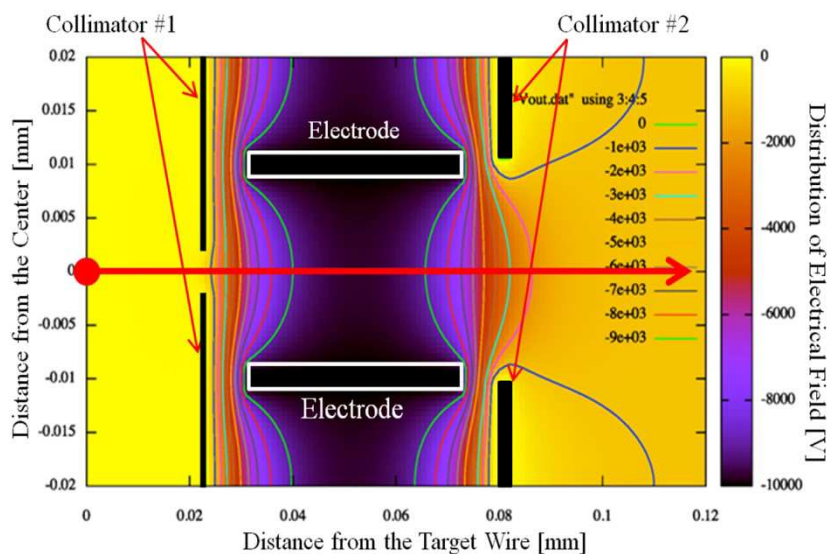 Collimator #1
Collimator #2
0.02
0.015
0.01
0.005
0
-0.005
-0.01
-0.015
-0.02
Distance from the Center [mm]
Electrode
Electrode
"Vout.dat" using 3:4:5
0
-1e+03
-2e+03
-3e+03
-4e+03
-5e+03
-6e+03
-7e+03
-8e+03
-9e+03
0
-2000
-4000
-6000
-8000
-10000
Distribution of Electrical Field [V]
0
0.02
0.04
0.06
0.08
0.1
0.12
Distance from the Target Wire [mm]